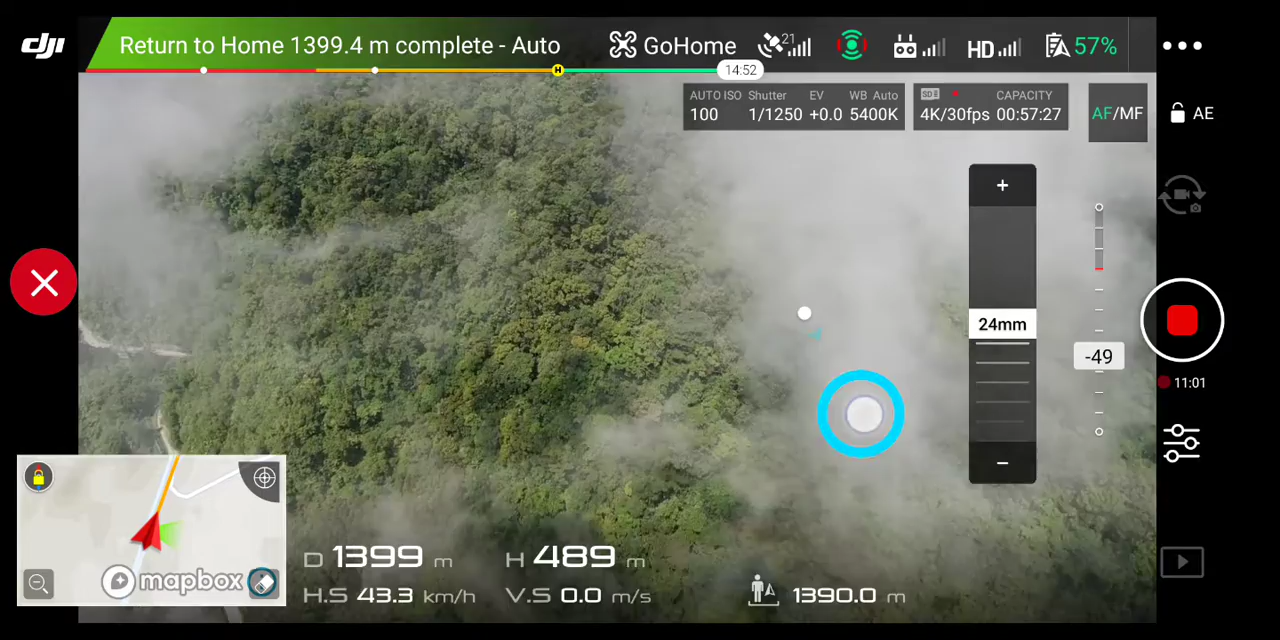 dji
Return to Home 1399.4 m complete - Auto
GoHome
21
HD
57%
H
14:52
AUTO ISO Shutter EV WB Auto
100 1/1250 +0.0 5400K
SD CAPACITY
4K/30fps 00:57:27
AF/MF
AE
+
24mm
-
-49
11:01
D 1399 m H 489 m
H.S 43.3 km/h V.S 0.0 m/s
1390.0 m
mapbox